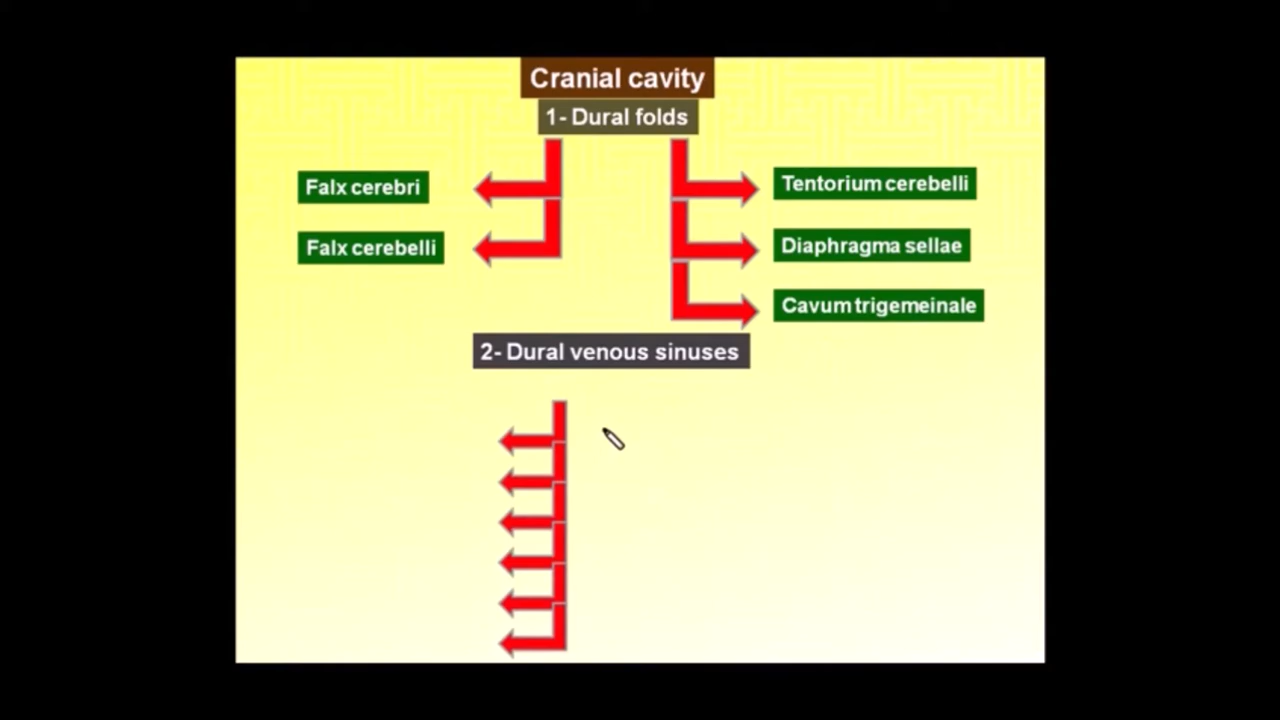 Cranial cavity
1- Dural folds
Falx cerebri
Tentorium cerebelli
Falx cerebelli
Diaphragma sellae
Cavum trigemeinale
2- Dural venous sinuses